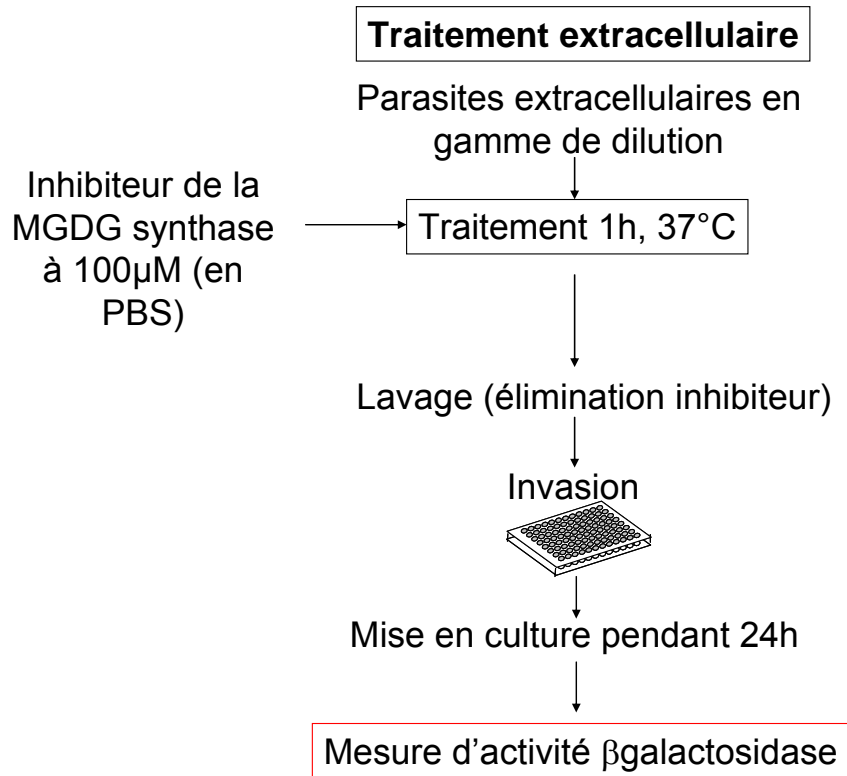 Traitement extracellulaire
Parasites extracellulaires en
gamme de dilution
Inhibiteur de la
MGDG synthase
à 100µM (en
PBS)
Traitement 1h, 37°C
Lavage (élimination inhibiteur)
Invasion
Mise en culture pendant 24h
Mesure d'activité βgalactosidase